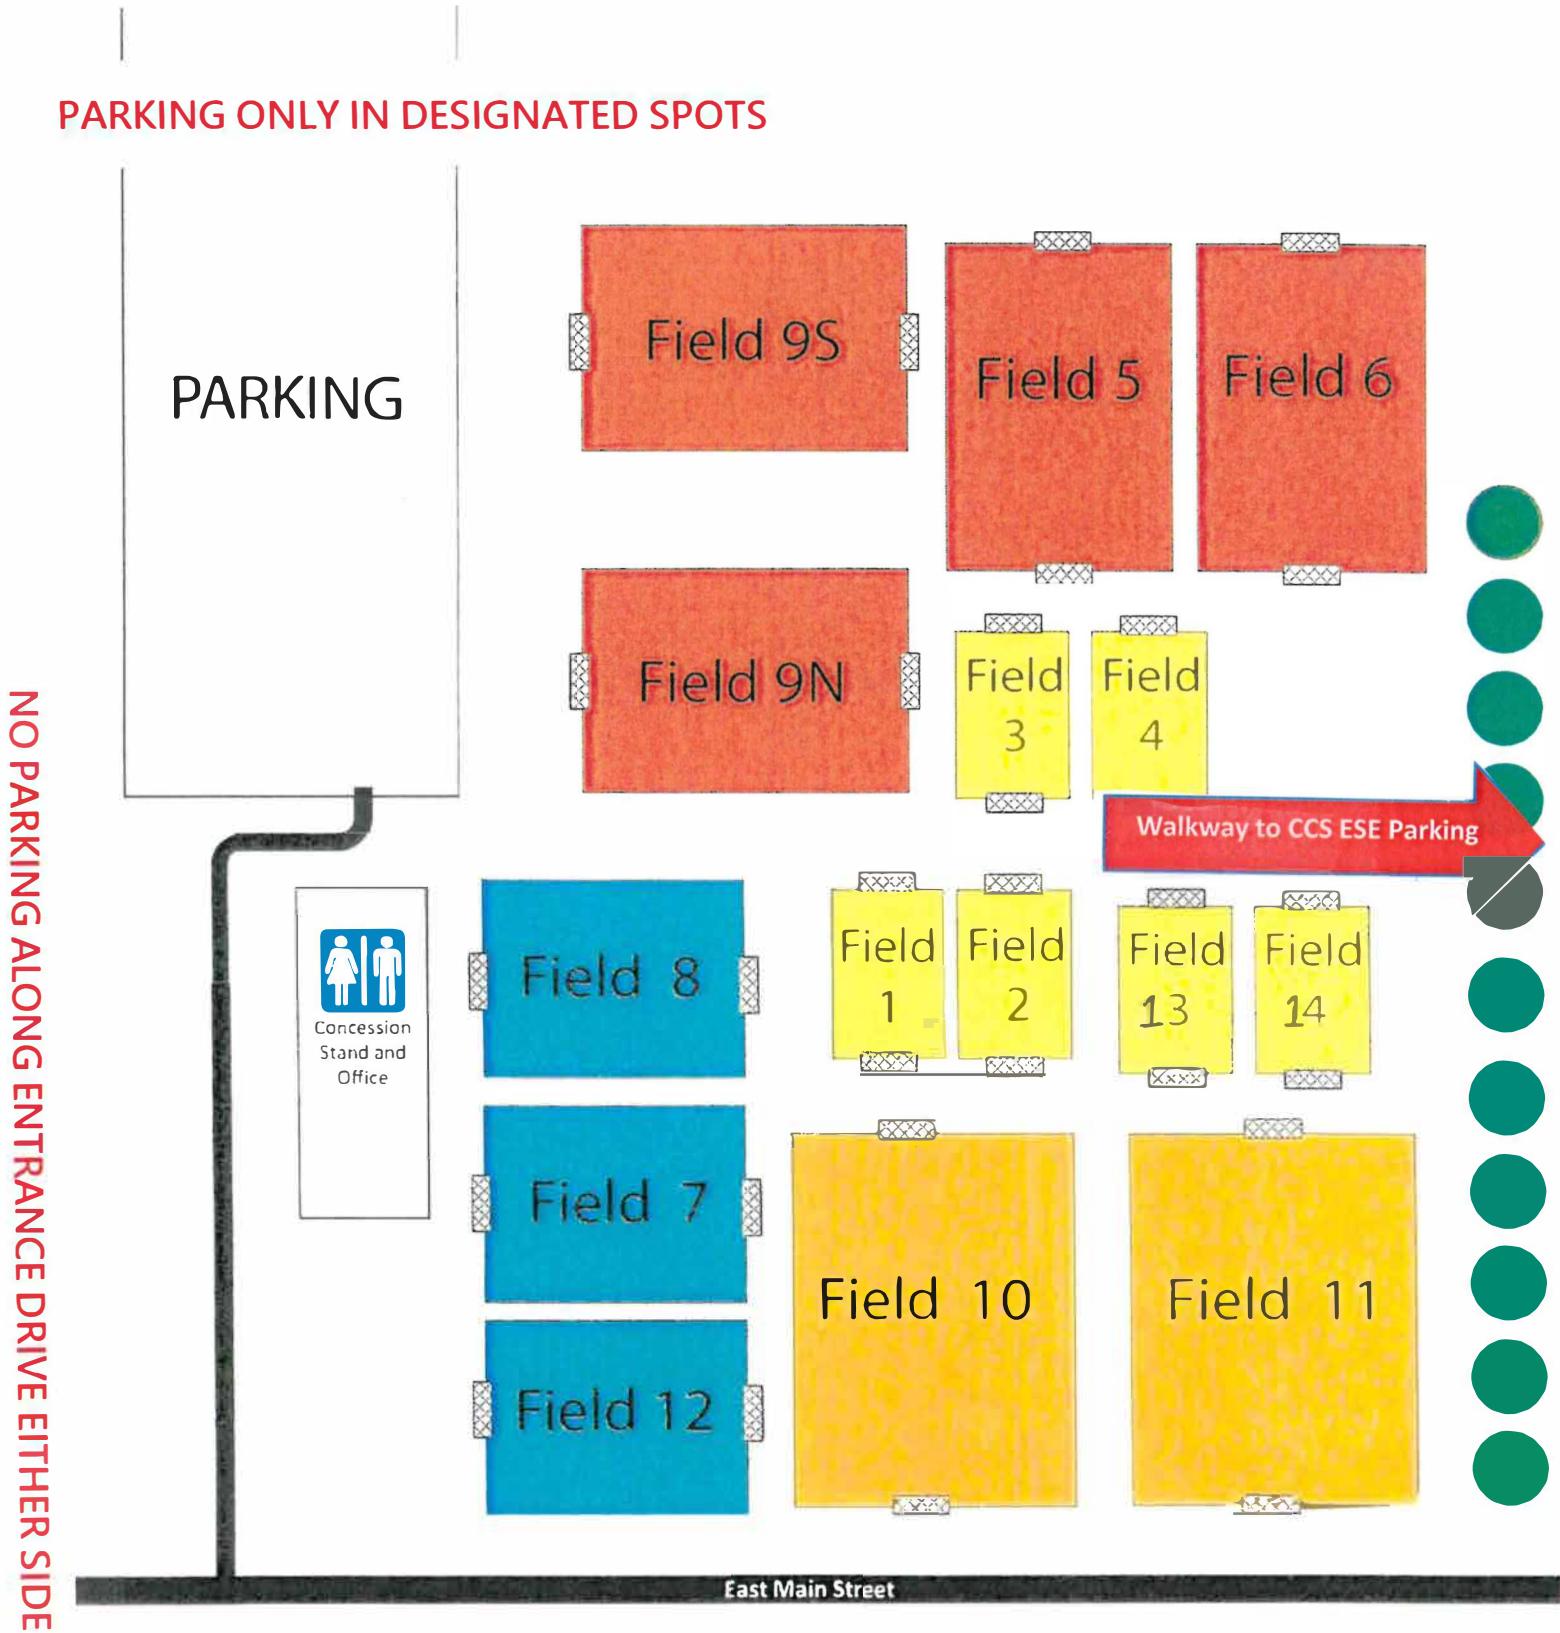 PARKING ONLY IN DESIGNATED SPOTS
PARKING
Field 9S
Field 5
Field 6
Field 9N
Field
3
Field
4
NO PARKING ALONG ENTRANCE DRIVE EITHER SIDE
Walkway to CCS ESE Parking
Concession
Stand and
Office
Field 8
Field
1
Field
2
Field
13
Field
14
Field 7
Field 10
Field 11
Field 12
East Main Street